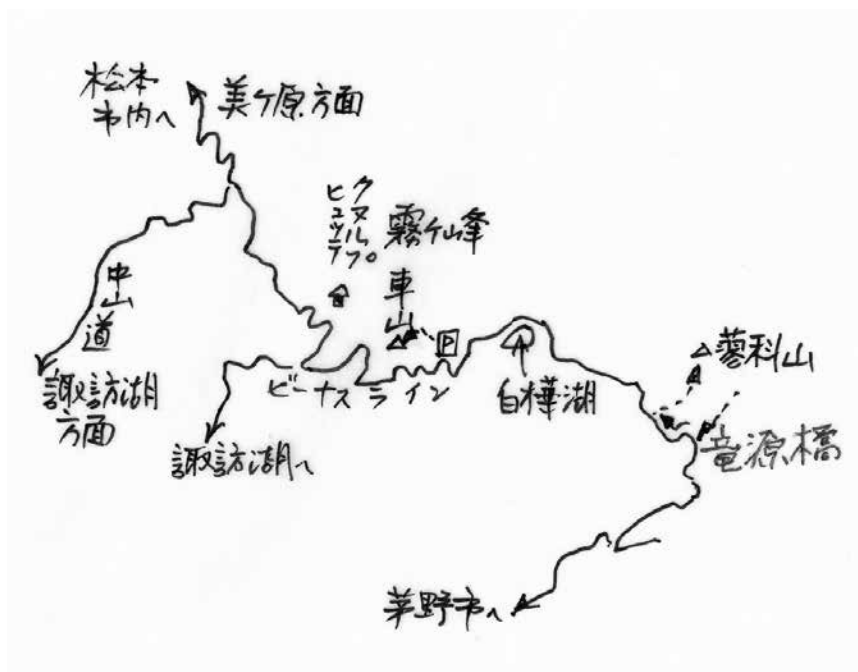 松本
市内へ
美ケ原方面
クヌルプ
ヒュッテ
霧ケ峰
車山
P
中山道
諏訪湖
方面
ビーナスライン
諏訪湖へ
白樺湖
蓼科山
竜源橋
茅野市へ